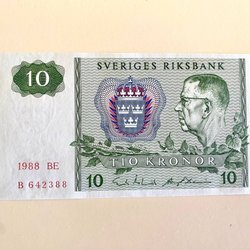 SVERIGES RIKSBANK
10
1988 BE
B 642388
TIO KRONOR
10
10